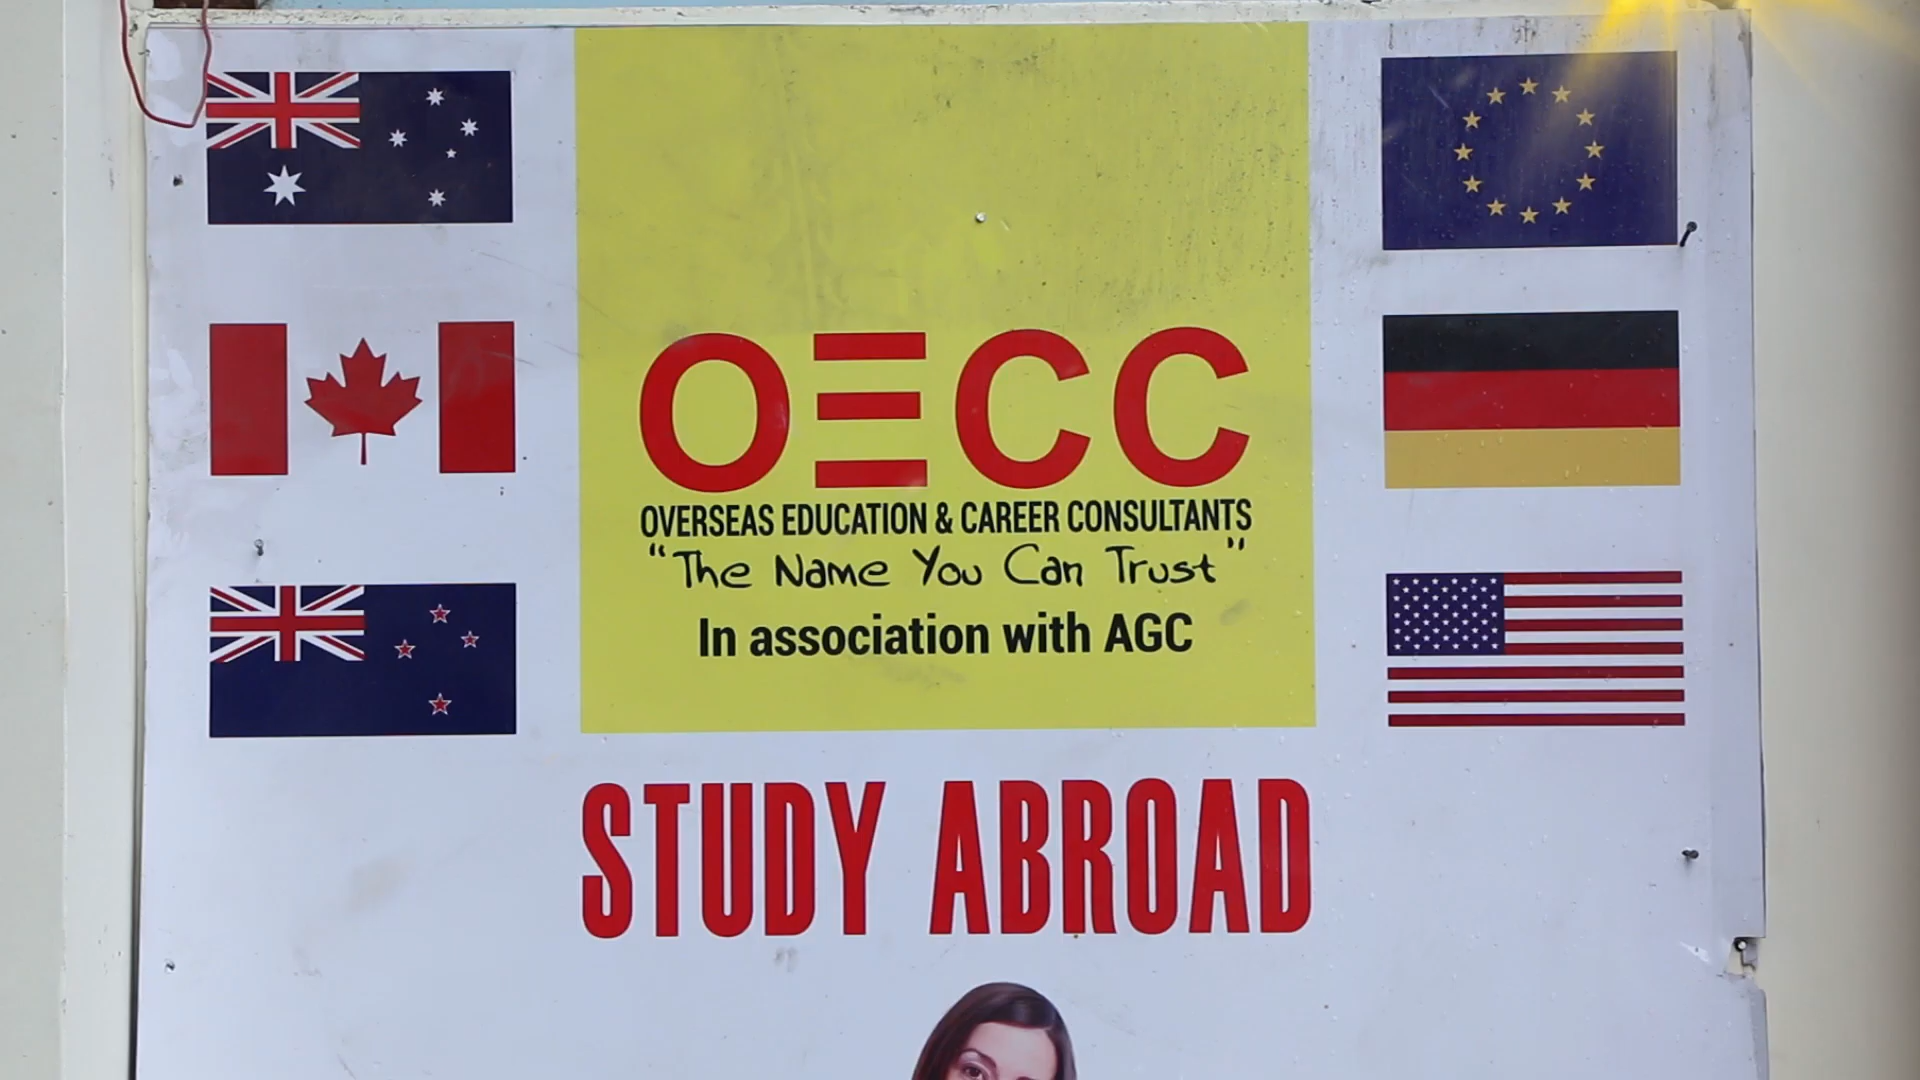 OECC
OVERSEAS EDUCATION & CAREER CONSULTANTS
"The Name You Can Trust"
In association with AGC
STUDY ABROAD